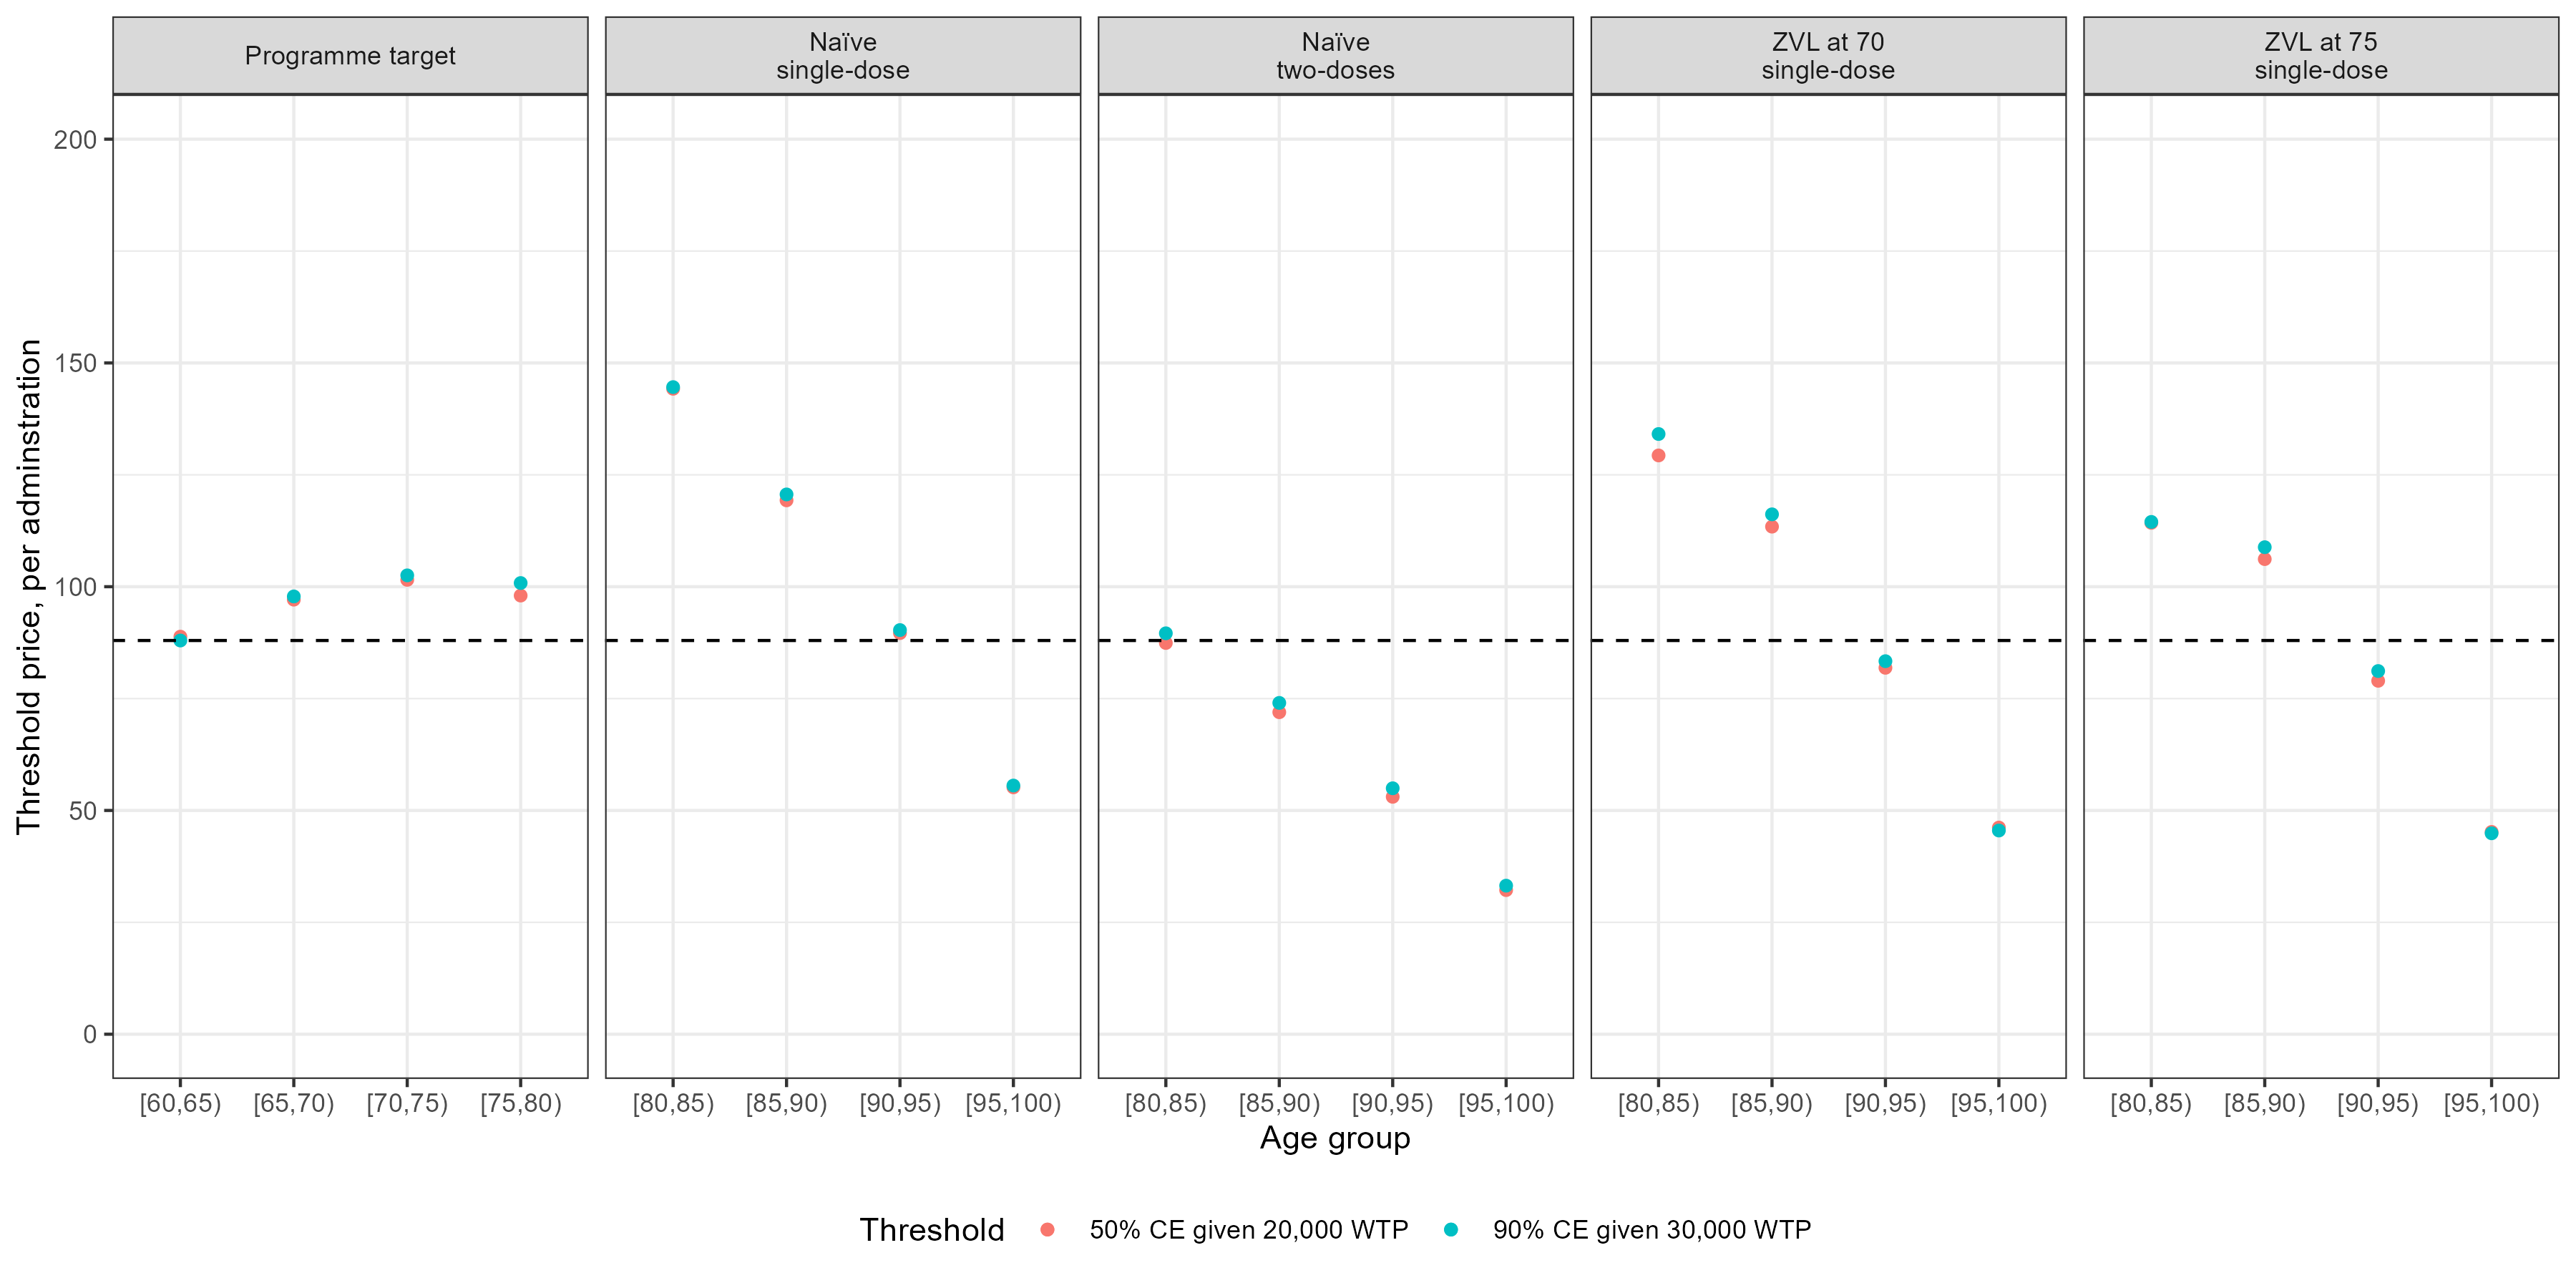 Programme target
Naïve
single-dose
Naïve
two-doses
ZVL at 70
single-dose
ZVL at 75
single-dose
Threshold price, per adminstration
200
150
100
50
0
[60,65) [65,70) [70,75) [75,80)
[80,85) [85,90) [90,95) [95,100)
[80,85) [85,90) [90,95) [95,100)
[80,85) [85,90) [90,95) [95,100)
[80,85) [85,90) [90,95) [95,100)
Age group
Threshold 50% CE given 20,000 WTP 90% CE given 30,000 WTP